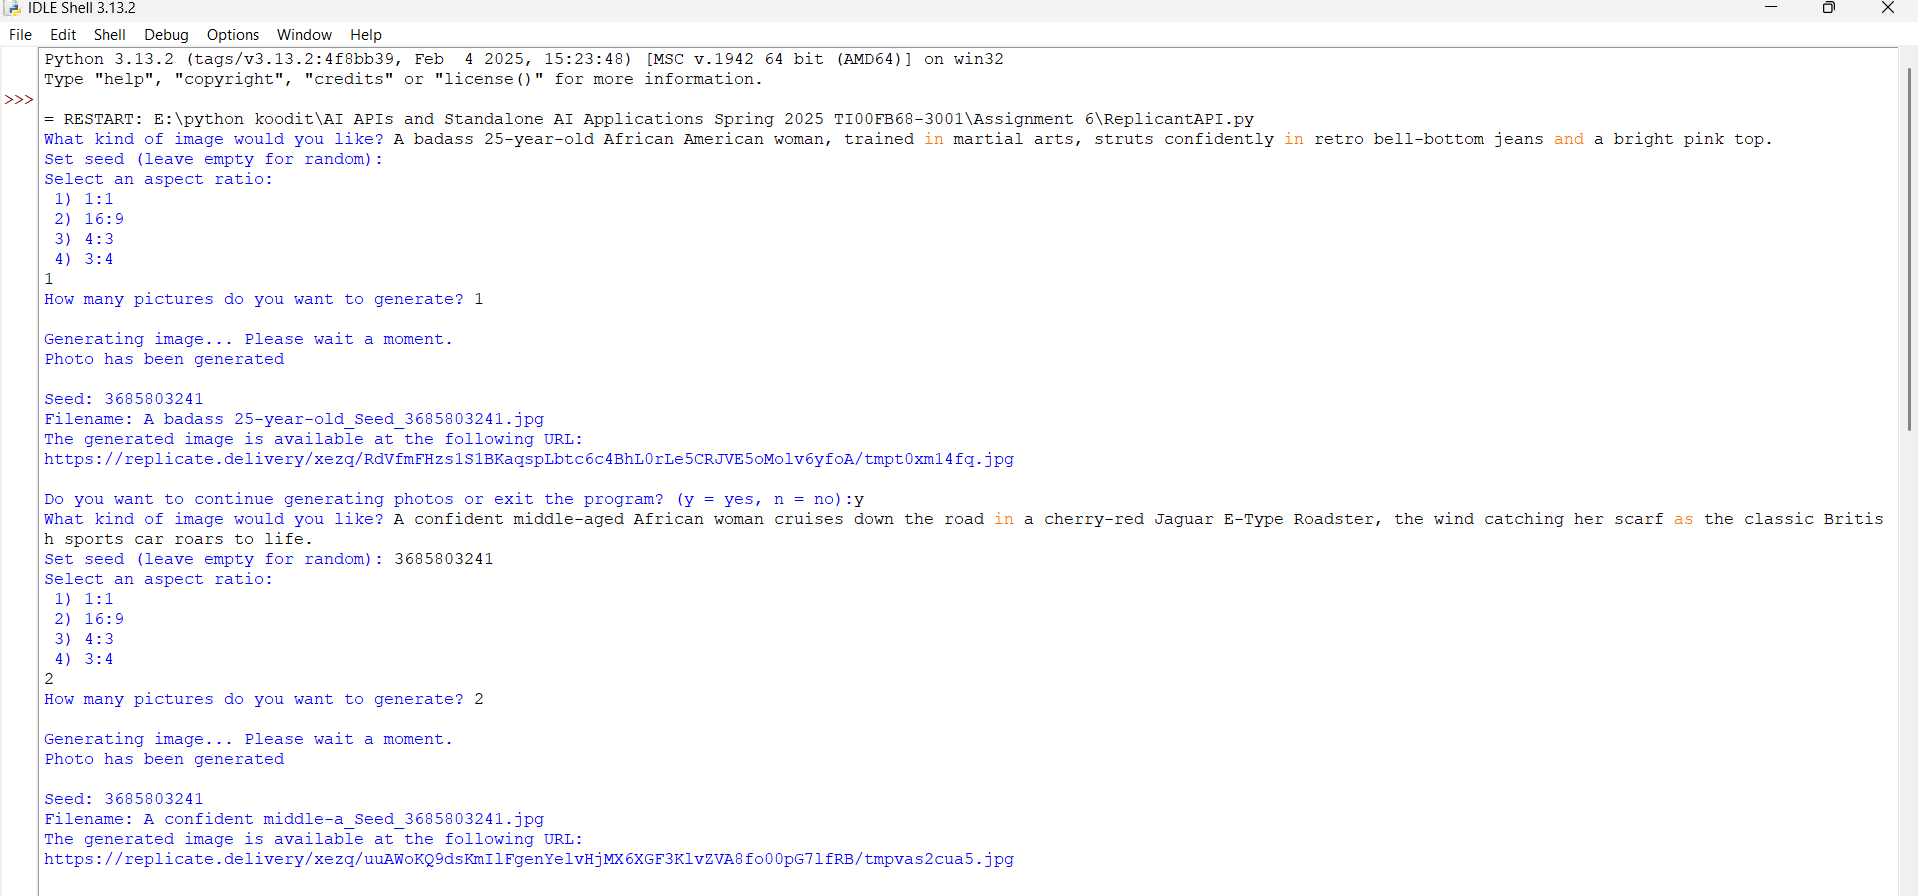 IDLE Shell 3.13.2
File Edit Shell Debug Options Window Help
Python 3.13.2 (tags/v3.13.2:4f8bb39, Feb  4 2025, 15:23:48) [MSC v.1942 64 bit (AMD64)] on win32
Type "help", "copyright", "credits" or "license()" for more information.
>>>
= RESTART: E:\python koodit\AI APIs and Standalone AI Applications Spring 2025 TI00FB68-3001\Assignment 6\ReplicantAPI.py
What kind of image would you like? A badass 25-year-old African American woman, trained in martial arts, struts confidently in retro bell-bottom jeans and a bright pink top.
Set seed (leave empty for random):
Select an aspect ratio:
1) 1:1
2) 16:9
3) 4:3
4) 3:4
1
How many pictures do you want to generate? 1
Generating image... Please wait a moment.
Photo has been generated
Seed: 3685803241
Filename: A badass 25-year-old_Seed_3685803241.jpg
The generated image is available at the following URL:
https://replicate.delivery/xezq/RdVfmFHzs1S1BKaqspLbtc6c4BhL0rLe5CRJVE5oMolv6yfoA/tmpt0xm14fq.jpg
Do you want to continue generating photos or exit the program? (y = yes, n = no):y
What kind of image would you like? A confident middle-aged African woman cruises down the road in a cherry-red Jaguar E-Type Roadster, the wind catching her scarf as the classic Britis
h sports car roars to life.
Set seed (leave empty for random): 3685803241
Select an aspect ratio:
1) 1:1
2) 16:9
3) 4:3
4) 3:4
2
How many pictures do you want to generate? 2
Generating image... Please wait a moment.
Photo has been generated
Seed: 3685803241
Filename: A confident middle-a_Seed_3685803241.jpg
The generated image is available at the following URL:
https://replicate.delivery/xezq/uuAWoKQ9dsKmIlFgenYelvHjMX6XGF3KlvZVA8fo00pG7lfRB/tmpvas2cua5.jpg